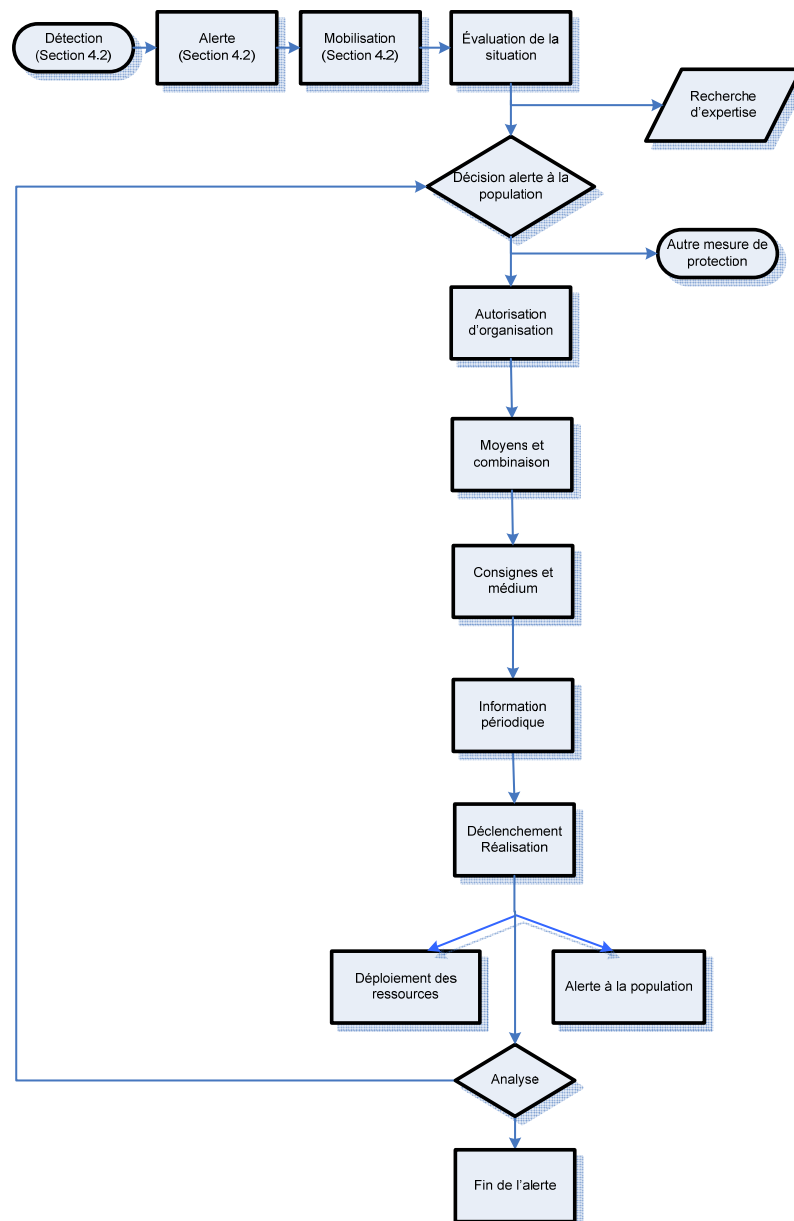 Détection
(Section 4.2)
Alerte
(Section 4.2)
Mobilisation
(Section 4.2)
Évaluation de la
situation
Recherche
d'expertise
Décision alerte à la
population
Autre mesure de
protection
Autorisation
d'organisation
Moyens et
combinaison
Consignes et
médium
Information
périodique
Déclenchement
Réalisation
Déploiement des
ressources
Alerte à la population
Analyse
Fin de l'alerte